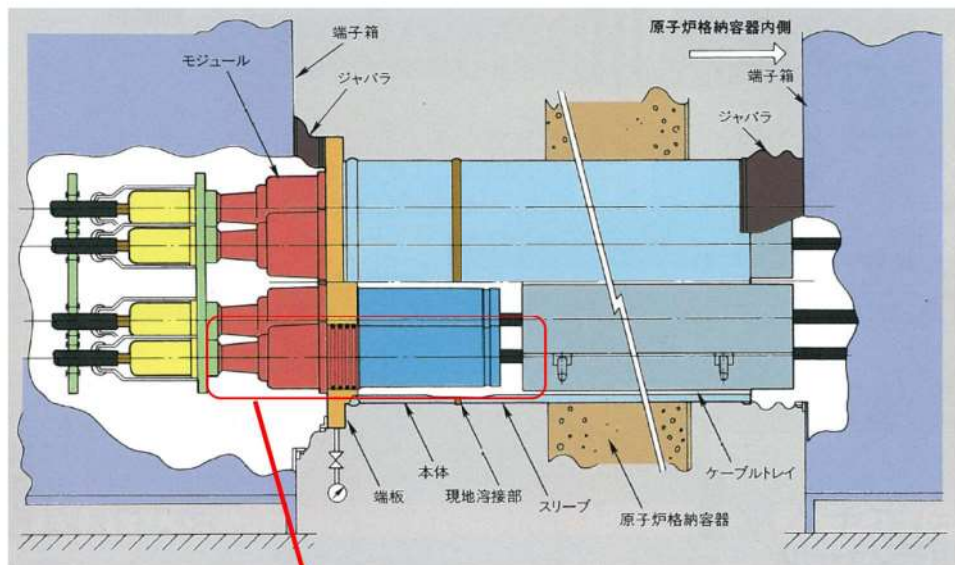 端子箱
モジュール
ジャバラ
原子炉格納容器内側
端子箱
ジャバラ
本体
端板
現地溶接部
スリーブ
ケーブルトレイ
原子炉格納容器